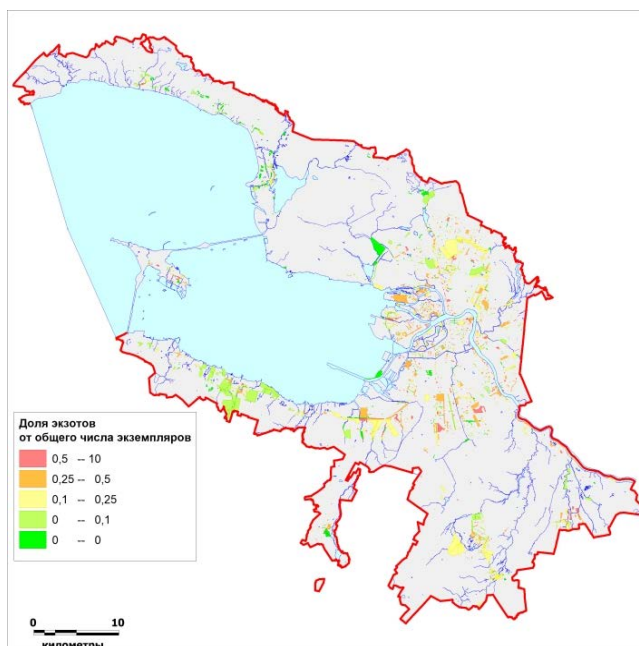 Доля экзотов
от общего числа экземпляров
0,5 -- 10
0,25 -- 0,5
0,1 -- 0,25
0 -- 0,1
0 -- 0
0 10
километры